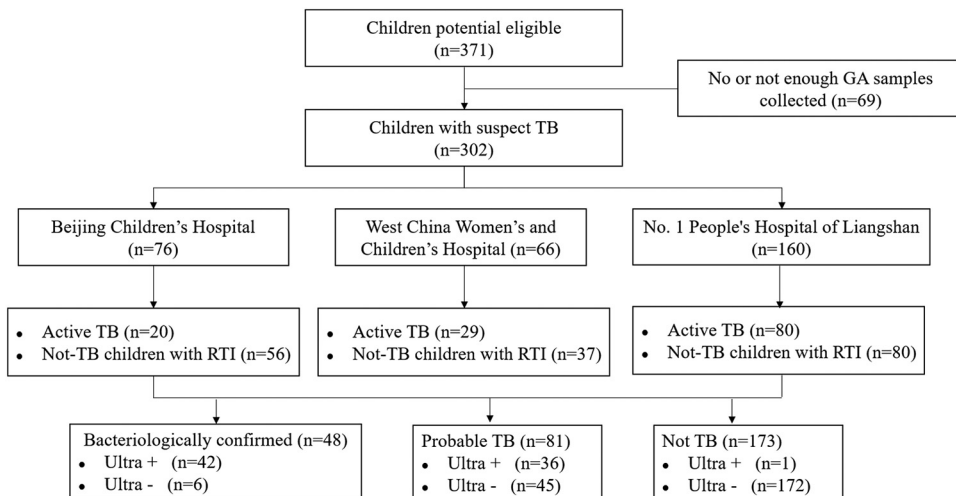 Children potential eligible
(n=371)
No or not enough GA samples
collected (n=69)
Children with suspect TB
(n=302)
Beijing Children's Hospital
(n=76)
West China Women's and
Children's Hospital (n=66)
No. 1 People's Hospital of Liangshan
(n=160)
• Active TB (n=20)
• Not-TB children with RTI (n=56)
• Active TB (n=29)
• Not-TB children with RTI (n=37)
• Active TB (n=80)
• Not-TB children with RTI (n=80)
Bacteriologically confirmed (n=48)
• Ultra + (n=42)
• Ultra - (n=6)
Probable TB (n=81)
• Ultra + (n=36)
• Ultra - (n=45)
Not TB (n=173)
• Ultra + (n=1)
• Ultra - (n=172)